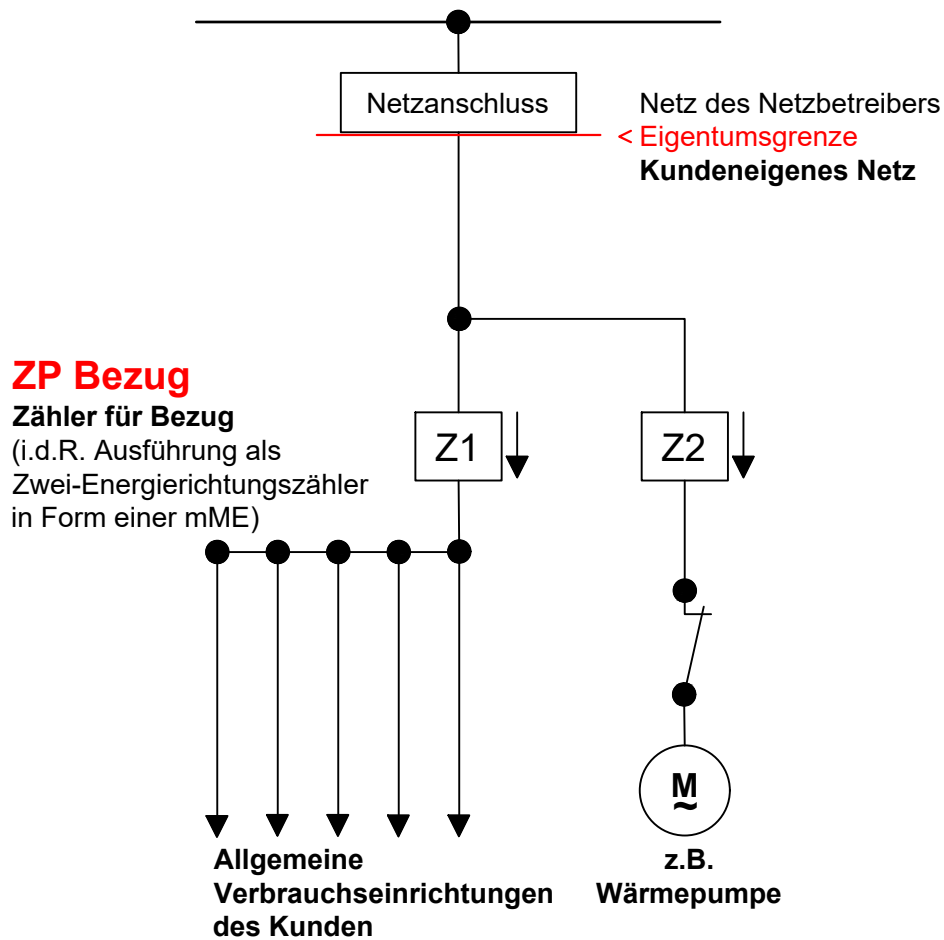 Netzanschluss
Netz des Netzbetreibers
< Eigentumsgrenze
Kundeneigenes Netz
ZP Bezug
Zähler für Bezug
(i.d.R. Ausführung als
Zwei-Energierichtungszähler
in Form einer mME)
Z1
Z2
M
~
Allgemeine
Verbrauchseinrichtungen
des Kunden
z.B.
Wärmepumpe